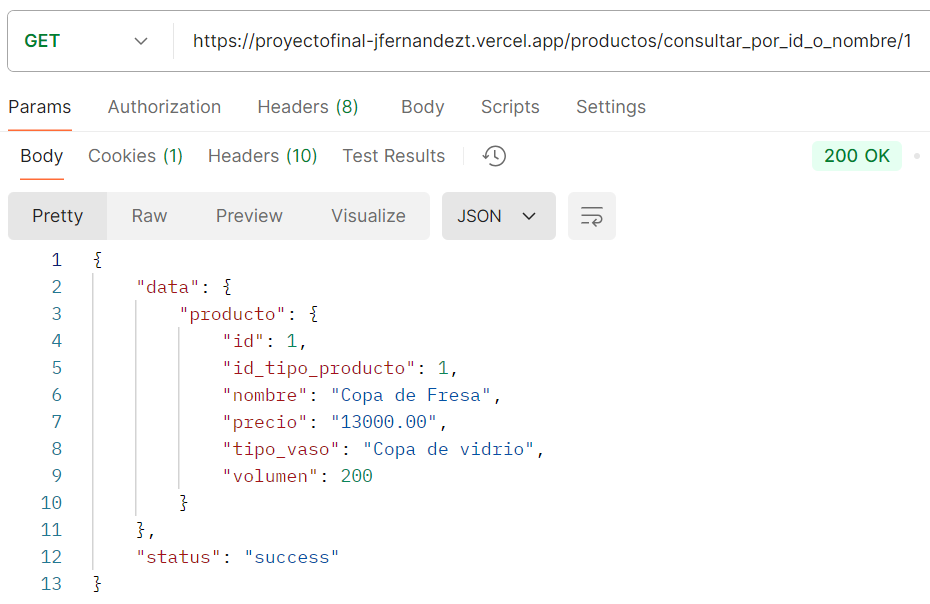 GET https://proyectofinal-jfernandezt.vercel.app/productos/consultar_por_id_o_nombre/1
Params Authorization Headers (8) Body Scripts Settings
Body Cookies (1) Headers (10) Test Results 200 OK
Pretty Raw Preview Visualize JSON
1 {
2 "data": {
3 "producto": {
4 "id": 1,
5 "id_tipo_producto": 1,
6 "nombre": "Copa de Fresa",
7 "precio": "13000.00",
8 "tipo_vaso": "Copa de vidrio",
9 "volumen": 200
10 }
11 },
12 "status": "success"
13 }